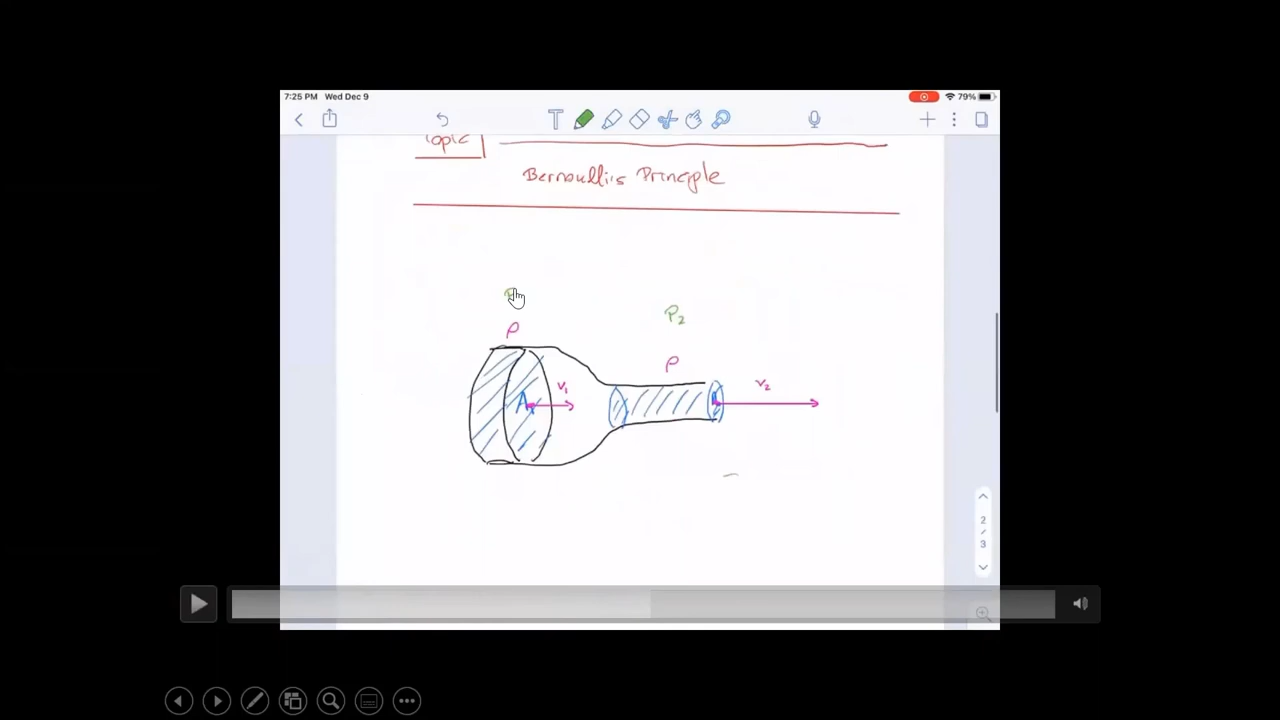 7:25 PM Wed Dec 9
79%
Topic
Bernoulli's Principle
P2
ρ
ρ
A
v1
v2
2
/
3